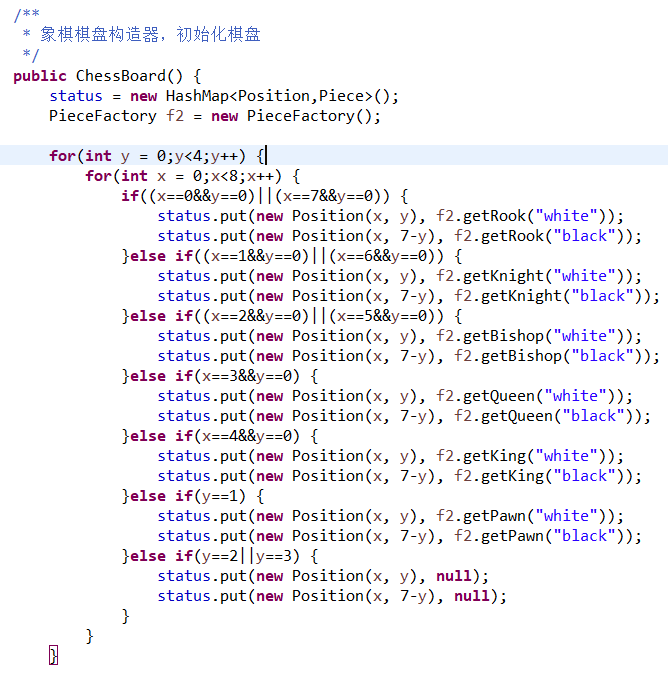 /**
 * 象棋棋盘构造器，初始化棋盘
 */
public ChessBoard() {
    status = new HashMap<Position,Piece>();
    PieceFactory f2 = new PieceFactory();

    for(int y = 0;y<4;y++) {
        for(int x = 0;x<8;x++) {
            if((x==0&&y==0)||(x==7&&y==0)) {
                status.put(new Position(x, y), f2.getRook("white"));
                status.put(new Position(x, 7-y), f2.getRook("black"));
            }else if((x==1&&y==0)||(x==6&&y==0)) {
                status.put(new Position(x, y), f2.getKnight("white"));
                status.put(new Position(x, 7-y), f2.getKnight("black"));
            }else if((x==2&&y==0)||(x==5&&y==0)) {
                status.put(new Position(x, y), f2.getBishop("white"));
                status.put(new Position(x, 7-y), f2.getBishop("black"));
            }else if(x==3&&y==0) {
                status.put(new Position(x, y), f2.getQueen("white"));
                status.put(new Position(x, 7-y), f2.getQueen("black"));
            }else if(x==4&&y==0) {
                status.put(new Position(x, y), f2.getKing("white"));
                status.put(new Position(x, 7-y), f2.getKing("black"));
            }else if(y==1) {
                status.put(new Position(x, y), f2.getPawn("white"));
                status.put(new Position(x, 7-y), f2.getPawn("black"));
            }else if(y==2||y==3) {
                status.put(new Position(x, y), null);
                status.put(new Position(x, 7-y), null);
            }
        }
    }